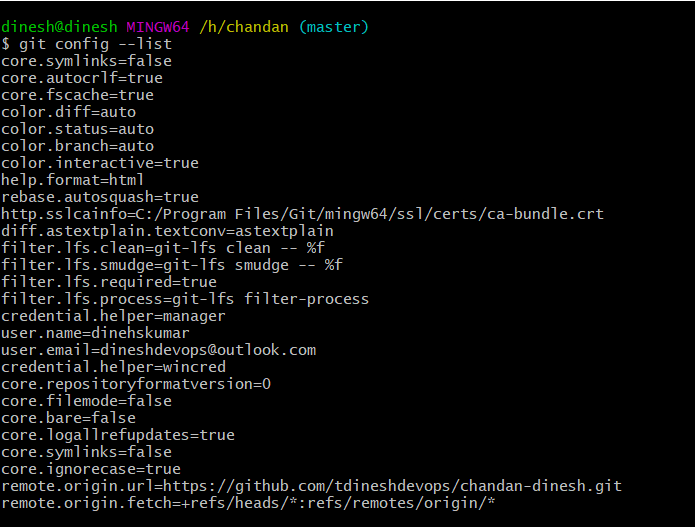 dinesh@dinesh MINGW64 /h/chandan (master)
$ git config --list
core.symlinks=false
core.autocrlf=true
core.fscache=true
color.diff=auto
color.status=auto
color.branch=auto
color.interactive=true
help.format=html
rebase.autosquash=true
http.sslcainfo=C:/Program Files/Git/mingw64/ssl/certs/ca-bundle.crt
diff.astextplain.textconv=astextplain
filter.lfs.clean=git-lfs clean -- %f
filter.lfs.smudge=git-lfs smudge -- %f
filter.lfs.required=true
filter.lfs.process=git-lfs filter-process
credential.helper=manager
user.name=dinehskumar
user.email=dineshdevops@outlook.com
credential.helper=wincred
core.repositoryformatversion=0
core.filemode=false
core.bare=false
core.logallrefupdates=true
core.symlinks=false
core.ignorecase=true
remote.origin.url=https://github.com/tdineshdevops/chandan-dinesh.git
remote.origin.fetch=+refs/heads/*:refs/remotes/origin/*